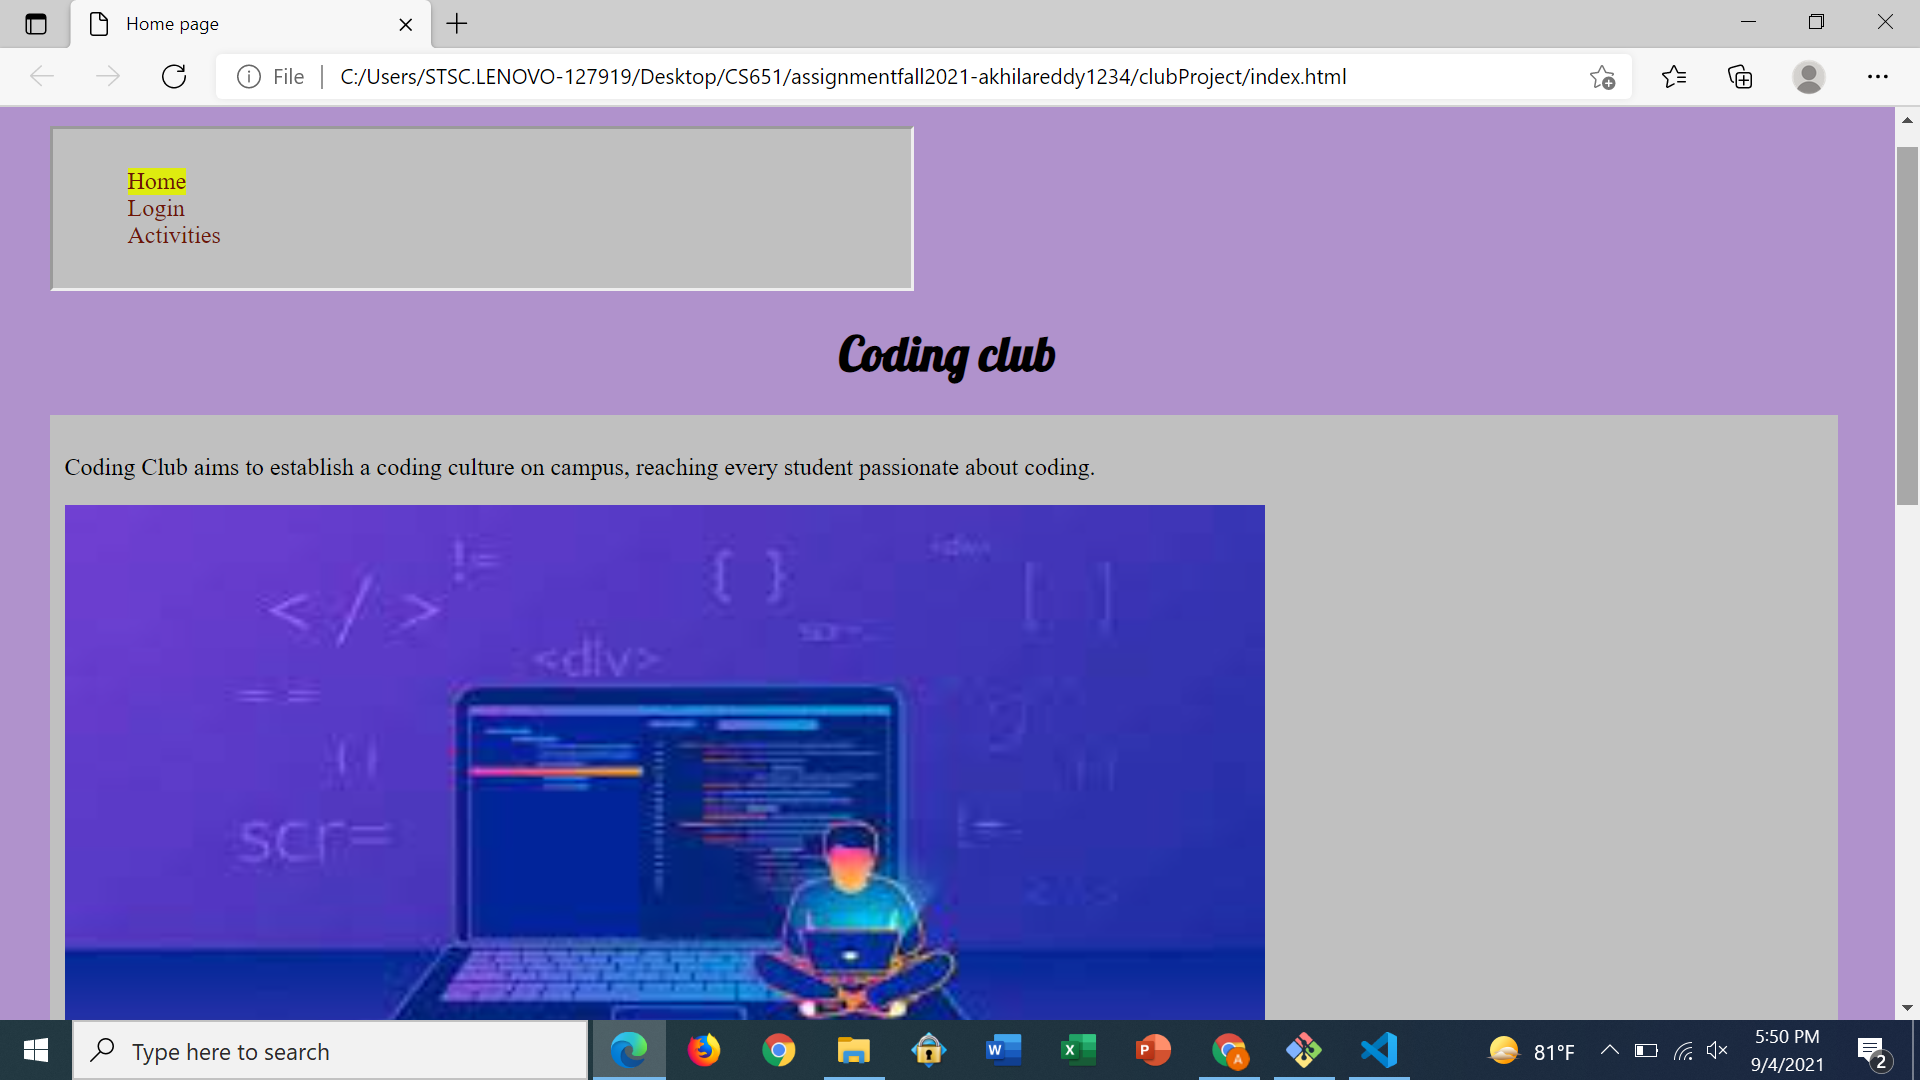 Home page
File
C:/Users/STSC.LENOVO-127919/Desktop/CS651/assignmentfall2021-akhilareddy1234/clubProject/index.html
Home
Login
Activities
Coding club
Coding Club aims to establish a coding culture on campus, reaching every student passionate about coding.
!=
{ }
<div>
[ ]
</>
scr=
<div>
==
{}
scr=
Type here to search
W
X
P
A
81°F
5:50 PM
9/4/2021
2